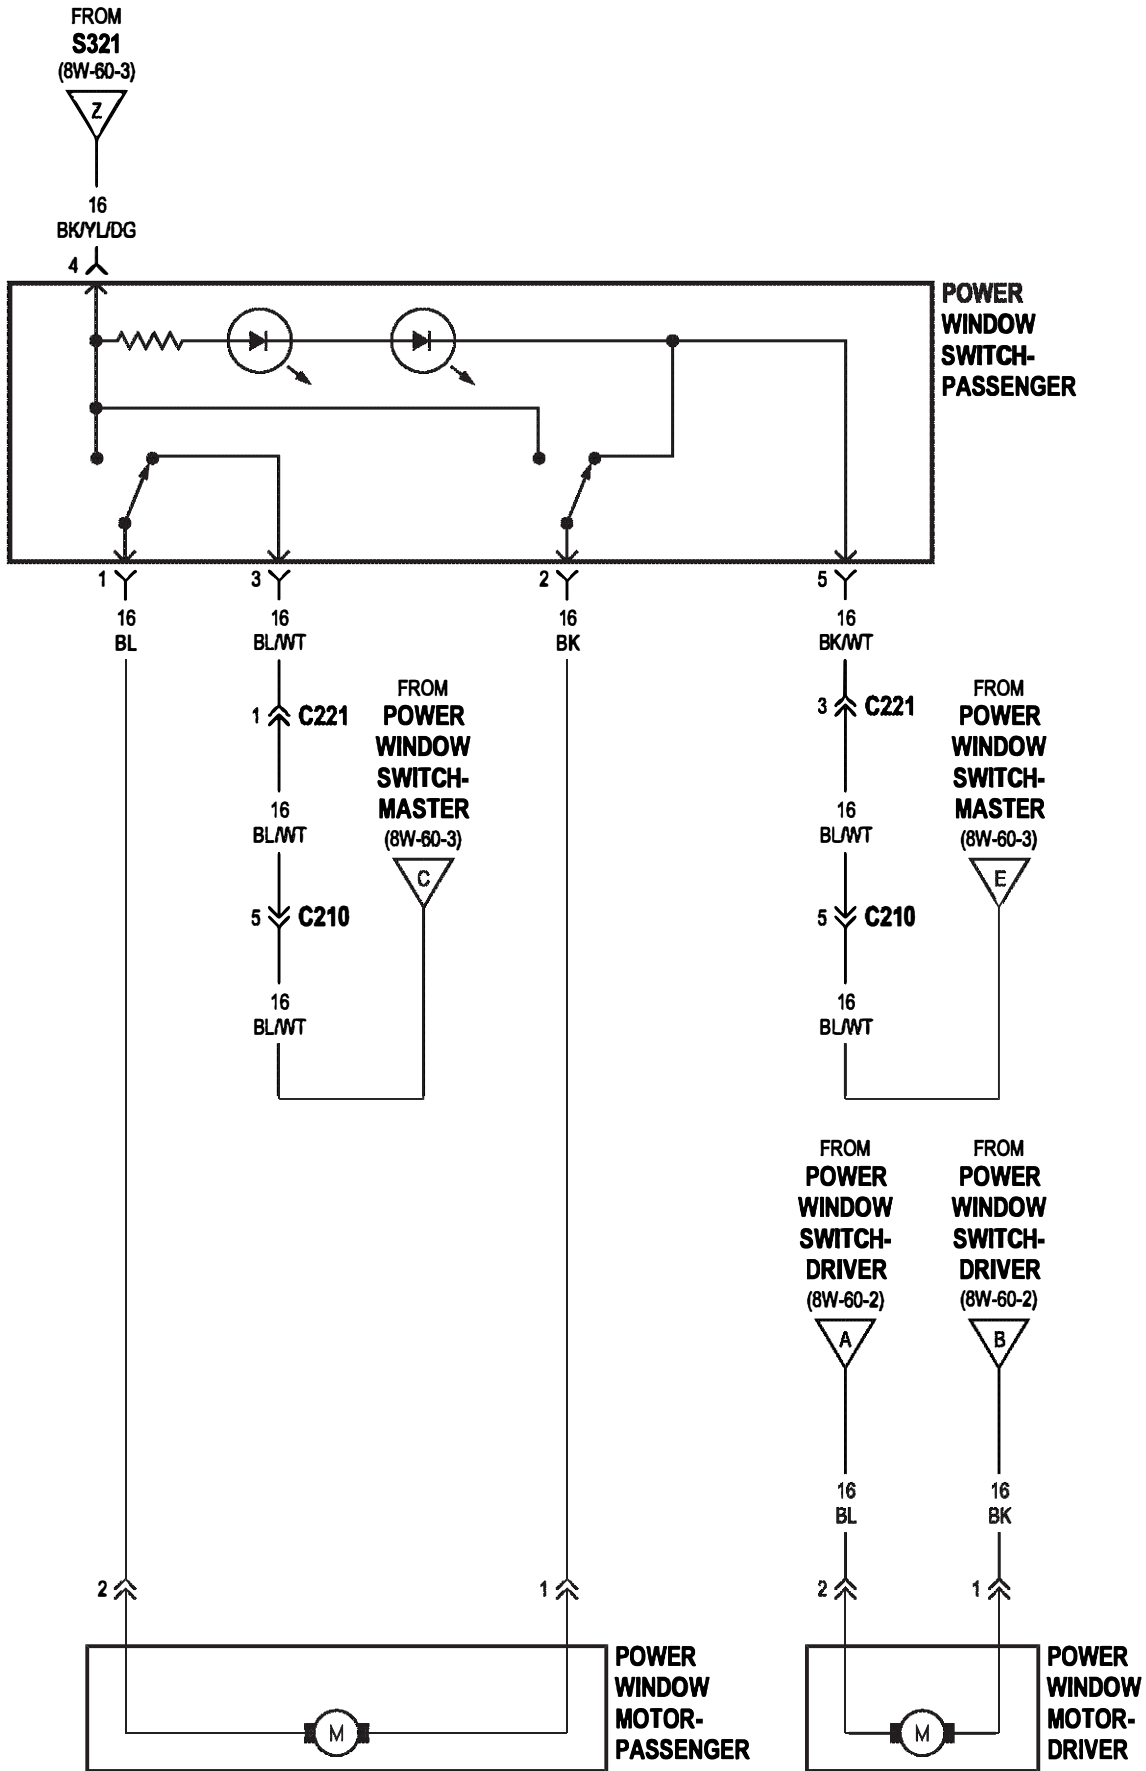 FROM
S321
(8W-60-3)
Z
16
BK/YL/DG
4
POWER
WINDOW
SWITCH-
PASSENGER
1
3
2
5
16
BL
16
BL/WT
16
BK
16
BK/WT
1
C221
FROM
POWER
WINDOW
SWITCH-
MASTER
(8W-60-3)
C
3
C221
FROM
POWER
WINDOW
SWITCH-
MASTER
(8W-60-3)
E
16
BL/WT
16
BL/WT
5
C210
5
C210
16
BL/WT
16
BL/WT
FROM
POWER
WINDOW
SWITCH-
DRIVER
(8W-60-2)
A
FROM
POWER
WINDOW
SWITCH-
DRIVER
(8W-60-2)
B
16
BL
16
BK
2
1
2
1
M
POWER
WINDOW
MOTOR-
PASSENGER
M
POWER
WINDOW
MOTOR-
DRIVER